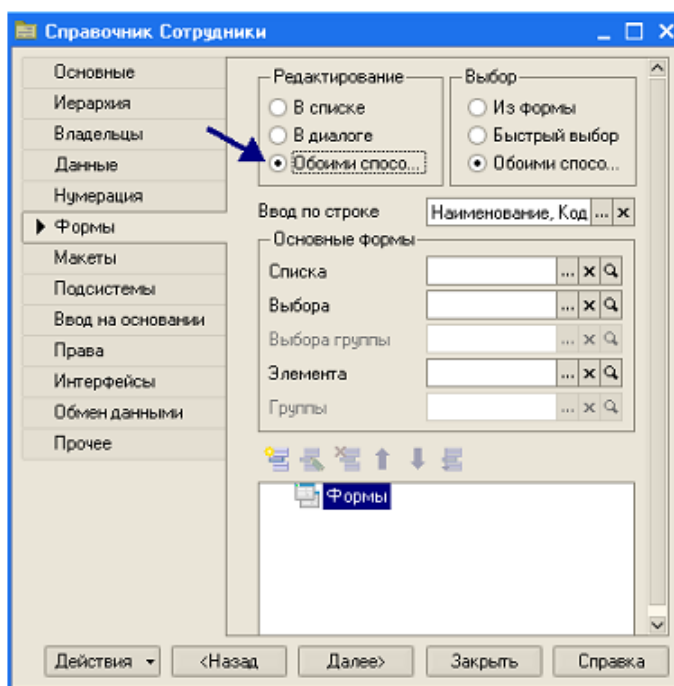 Справочник Сотрудники
Основные
Иерархия
Владельцы
Данные
Нумерация
Формы
Макеты
Подсистемы
Ввод на основании
Права
Интерфейсы
Обмен данными
Прочее
Редактирование
В списке
В диалоге
Обоими спосо...
Выбор
Из формы
Быстрый выбор
Обоими спосо...
Ввод по строке Наименование, Код ...
Основные формы
Списка ...
Выбора ...
Выбора группы ...
Элемента ...
Группы ...
Формы
Действия <Назад Далее> Закрыть Справка